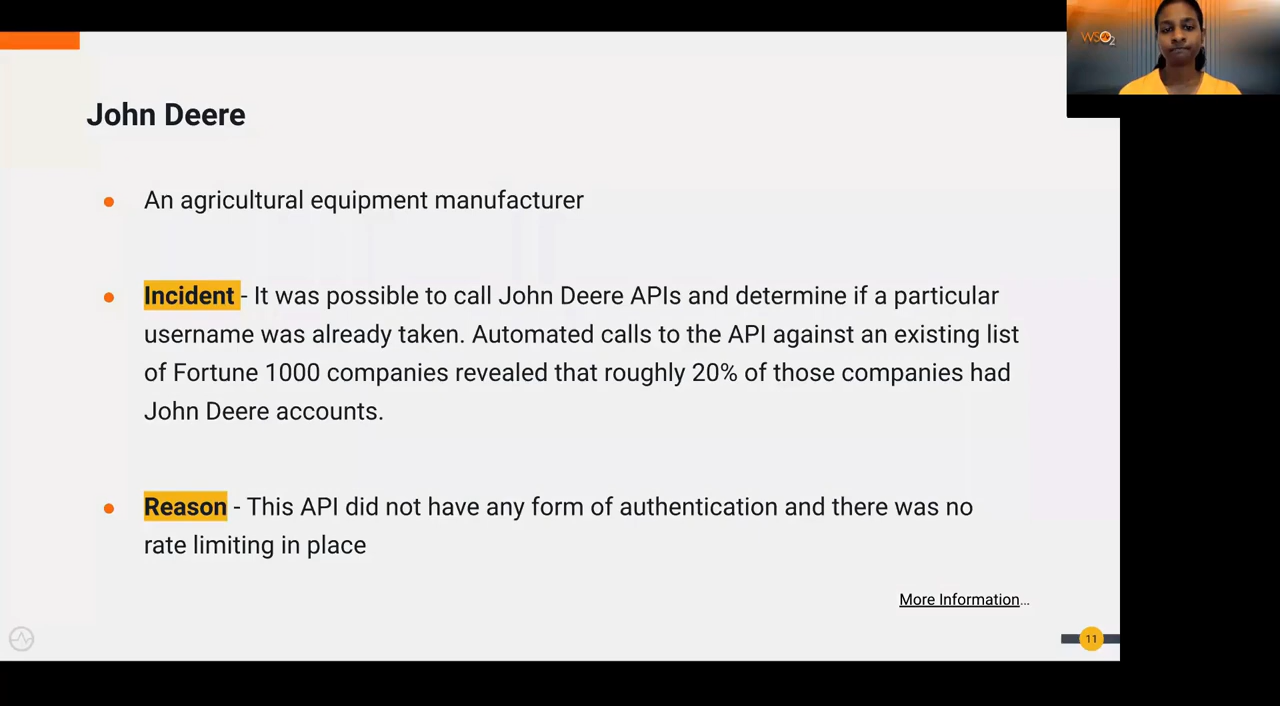 WSO2
John Deere
• An agricultural equipment manufacturer
• Incident - It was possible to call John Deere APIs and determine if a particular
username was already taken. Automated calls to the API against an existing list
of Fortune 1000 companies revealed that roughly 20% of those companies had
John Deere accounts.
• Reason - This API did not have any form of authentication and there was no
rate limiting in place
More Information...
11